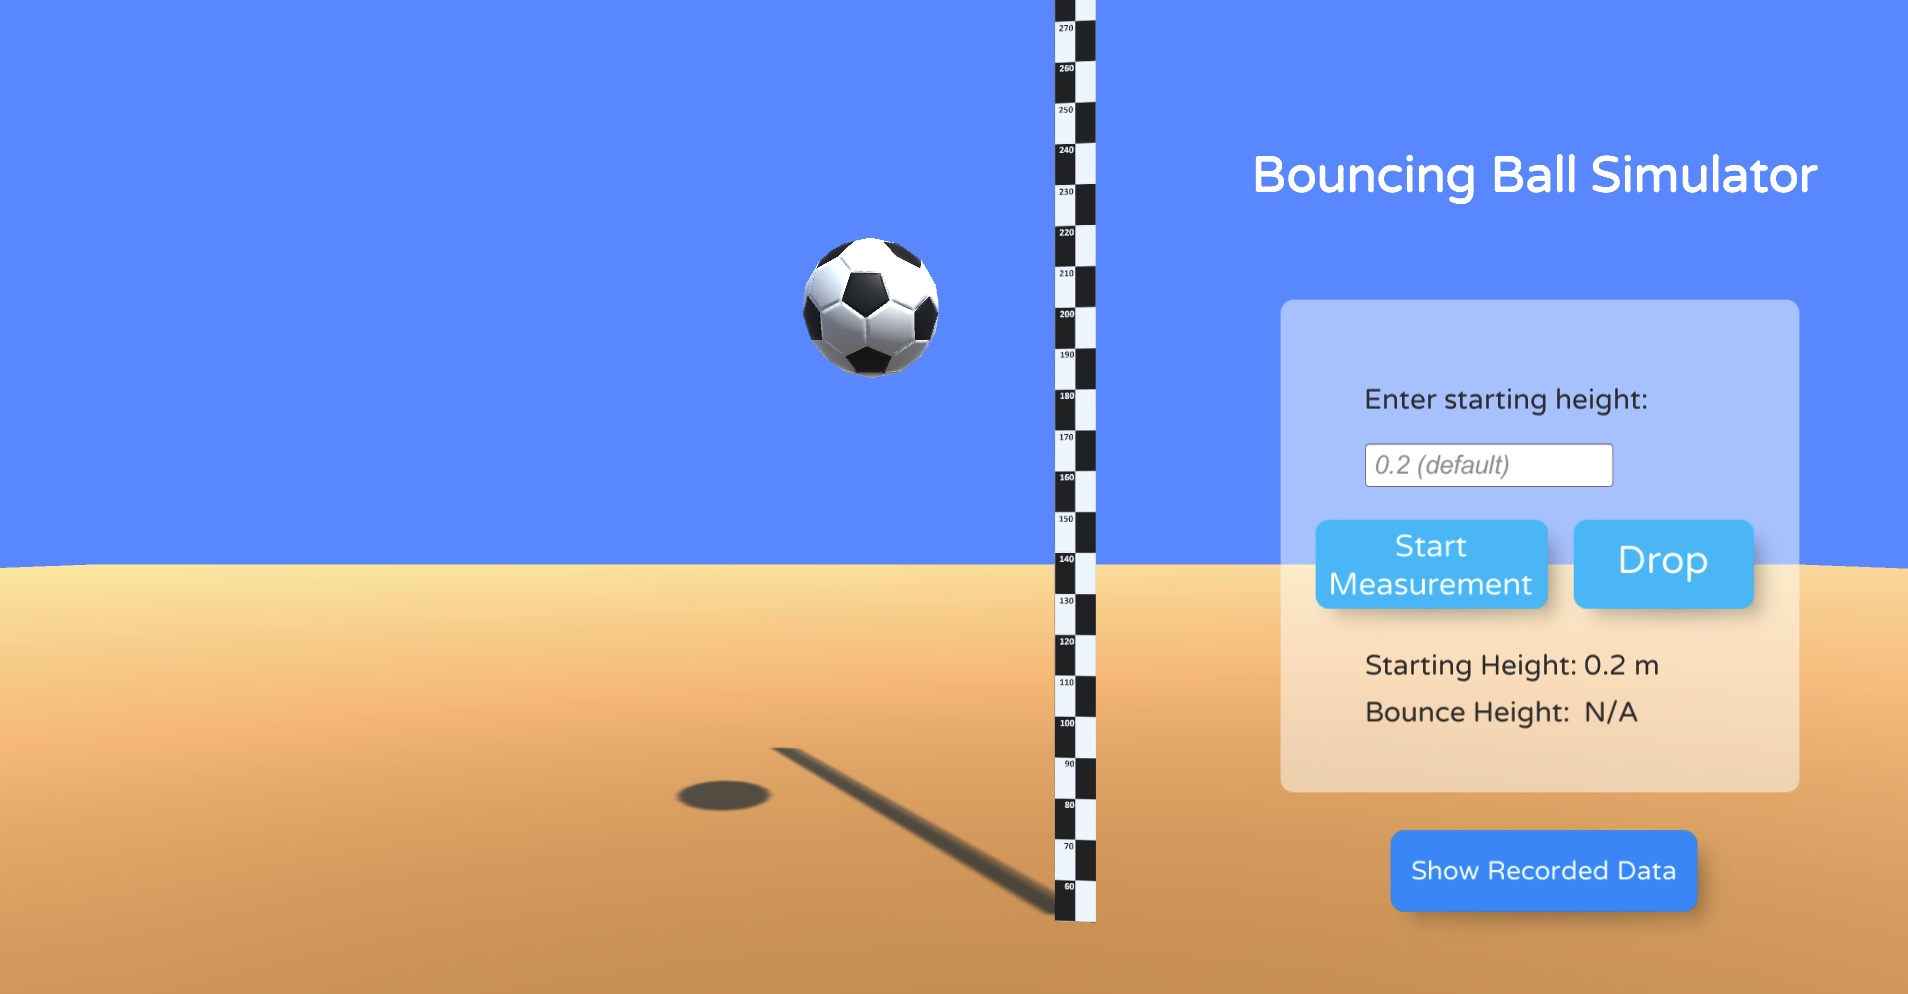 270
260
250
240
230
220
210
200
190
180
170
160
150
140
130
120
110
100
90
80
70
60
Bouncing Ball Simulator
Enter starting height:
0.2 (default)
Start
Measurement
Drop
Starting Height: 0.2 m
Bounce Height: N/A
Show Recorded Data